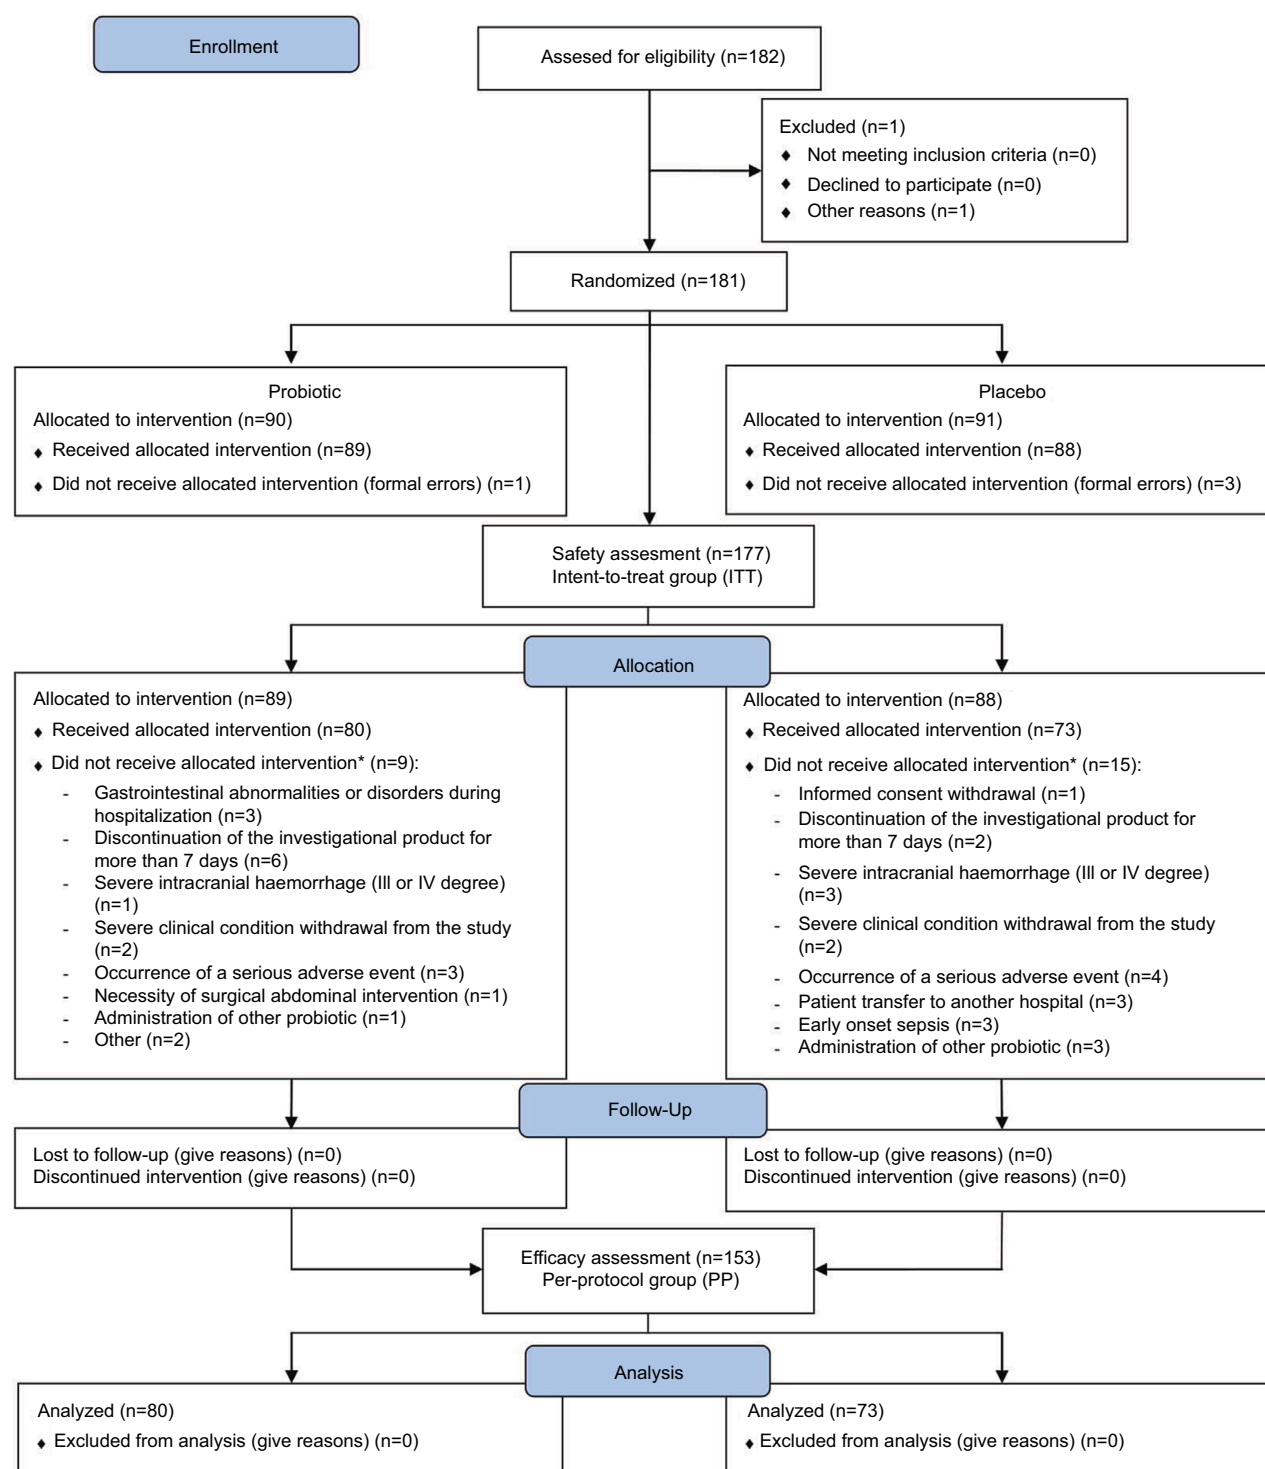 Enrollment
Assesed for eligibility (n=182)
Excluded (n=1)
♦ Not meeting inclusion criteria (n=0)
♦ Declined to participate (n=0)
♦ Other reasons (n=1)
Randomized (n=181)
Probiotic
Allocated to intervention (n=90)
♦ Received allocated intervention (n=89)
♦ Did not receive allocated intervention (formal errors) (n=1)
Placebo
Allocated to intervention (n=91)
♦ Received allocated intervention (n=88)
♦ Did not receive allocated intervention (formal errors) (n=3)
Safety assesment (n=177)
Intent-to-treat group (ITT)
Allocation
Allocated to intervention (n=89)
♦ Received allocated intervention (n=80)
♦ Did not receive allocated intervention* (n=9):
- Gastrointestinal abnormalities or disorders during
hospitalization (n=3)
- Discontinuation of the investigational product for
more than 7 days (n=6)
- Severe intracranial haemorrhage (III or IV degree)
(n=1)
- Severe clinical condition withdrawal from the study
(n=2)
- Occurrence of a serious adverse event (n=3)
- Necessity of surgical abdominal intervention (n=1)
- Administration of other probiotic (n=1)
- Other (n=2)
Allocated to intervention (n=88)
♦ Received allocated intervention (n=73)
♦ Did not receive allocated intervention* (n=15):
- Informed consent withdrawal (n=1)
- Discontinuation of the investigational product for
more than 7 days (n=2)
- Severe intracranial haemorrhage (III or IV degree)
(n=3)
- Severe clinical condition withdrawal from the study
(n=2)
- Occurrence of a serious adverse event (n=4)
- Patient transfer to another hospital (n=3)
- Early onset sepsis (n=3)
- Administration of other probiotic (n=3)
Follow-Up
Lost to follow-up (give reasons) (n=0)
Discontinued intervention (give reasons) (n=0)
Lost to follow-up (give reasons) (n=0)
Discontinued intervention (give reasons) (n=0)
Efficacy assessment (n=153)
Per-protocol group (PP)
Analysis
Analyzed (n=80)
♦ Excluded from analysis (give reasons) (n=0)
Analyzed (n=73)
♦ Excluded from analysis (give reasons) (n=0)